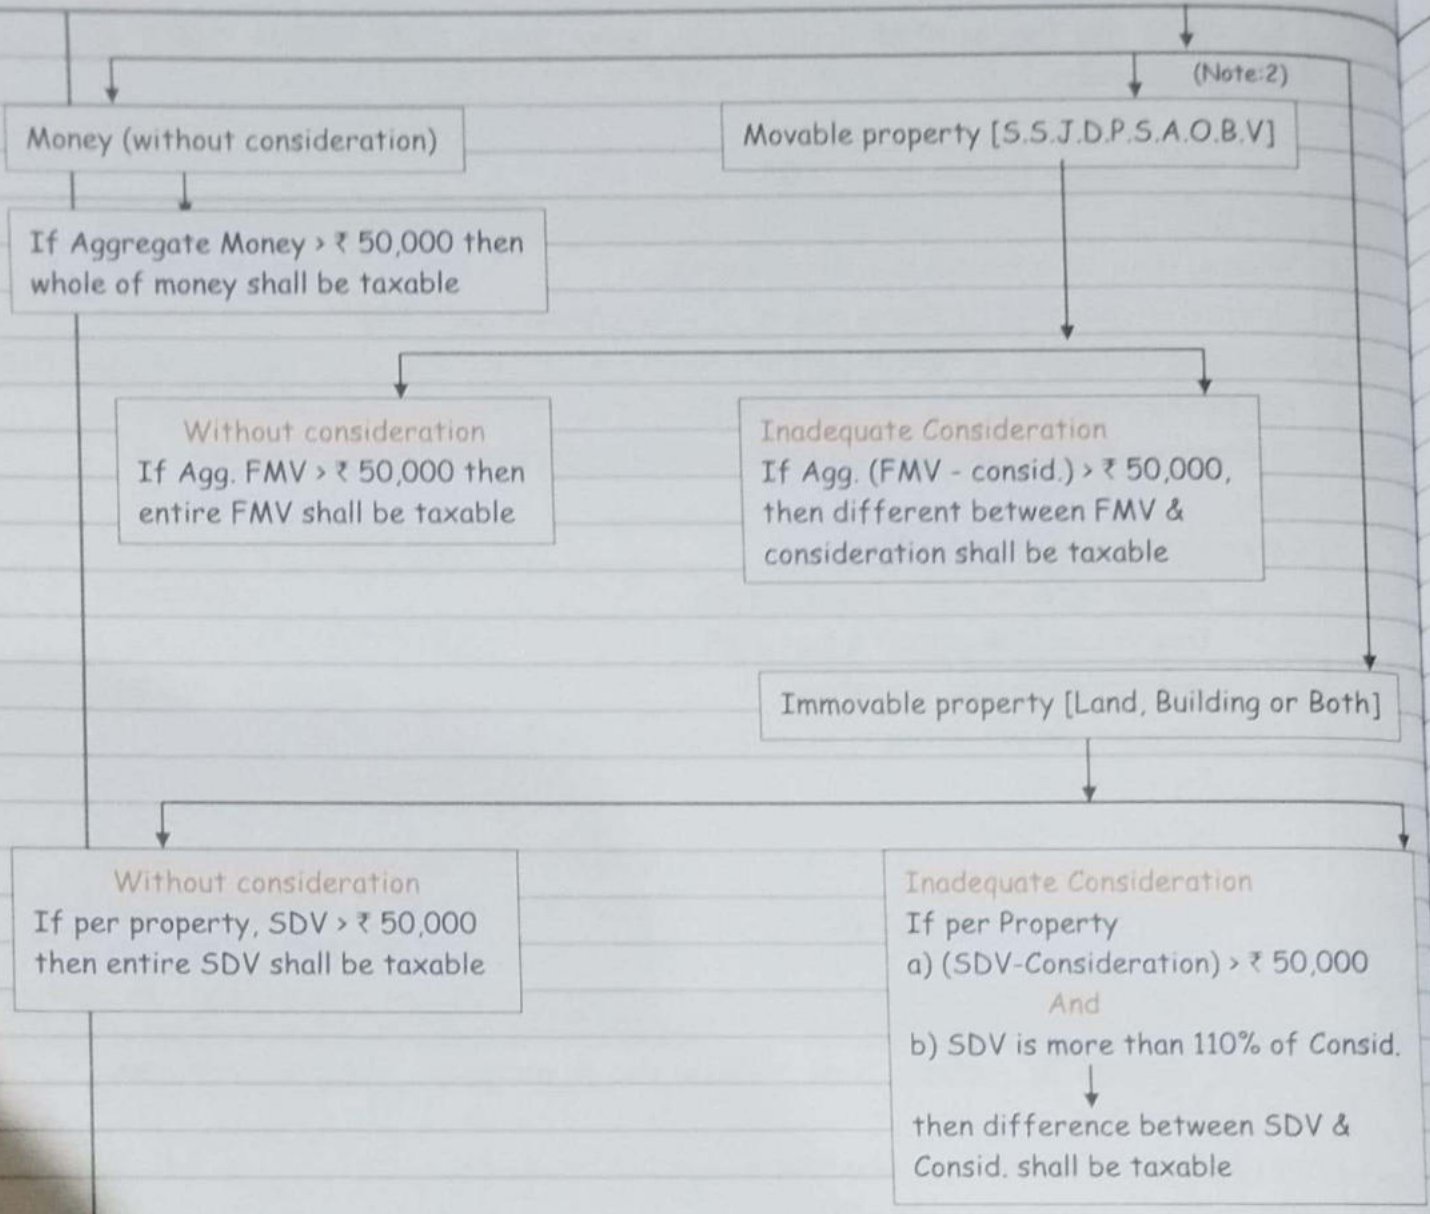 (Note:2)
Money (without consideration)
Movable property [S.S.J.D.P.S.A.O.B.V]
If Aggregate Money > ₹ 50,000 then
whole of money shall be taxable
Without consideration
If Agg. FMV > ₹ 50,000 then
entire FMV shall be taxable
Inadequate Consideration
If Agg. (FMV - consid.) > ₹ 50,000,
then different between FMV &
consideration shall be taxable
Immovable property [Land, Building or Both]
Without consideration
If per property, SDV > ₹ 50,000
then entire SDV shall be taxable
Inadequate Consideration
If per Property
a) (SDV-Consideration) > ₹ 50,000
And
b) SDV is more than 110% of Consid.
then difference between SDV &
Consid. shall be taxable